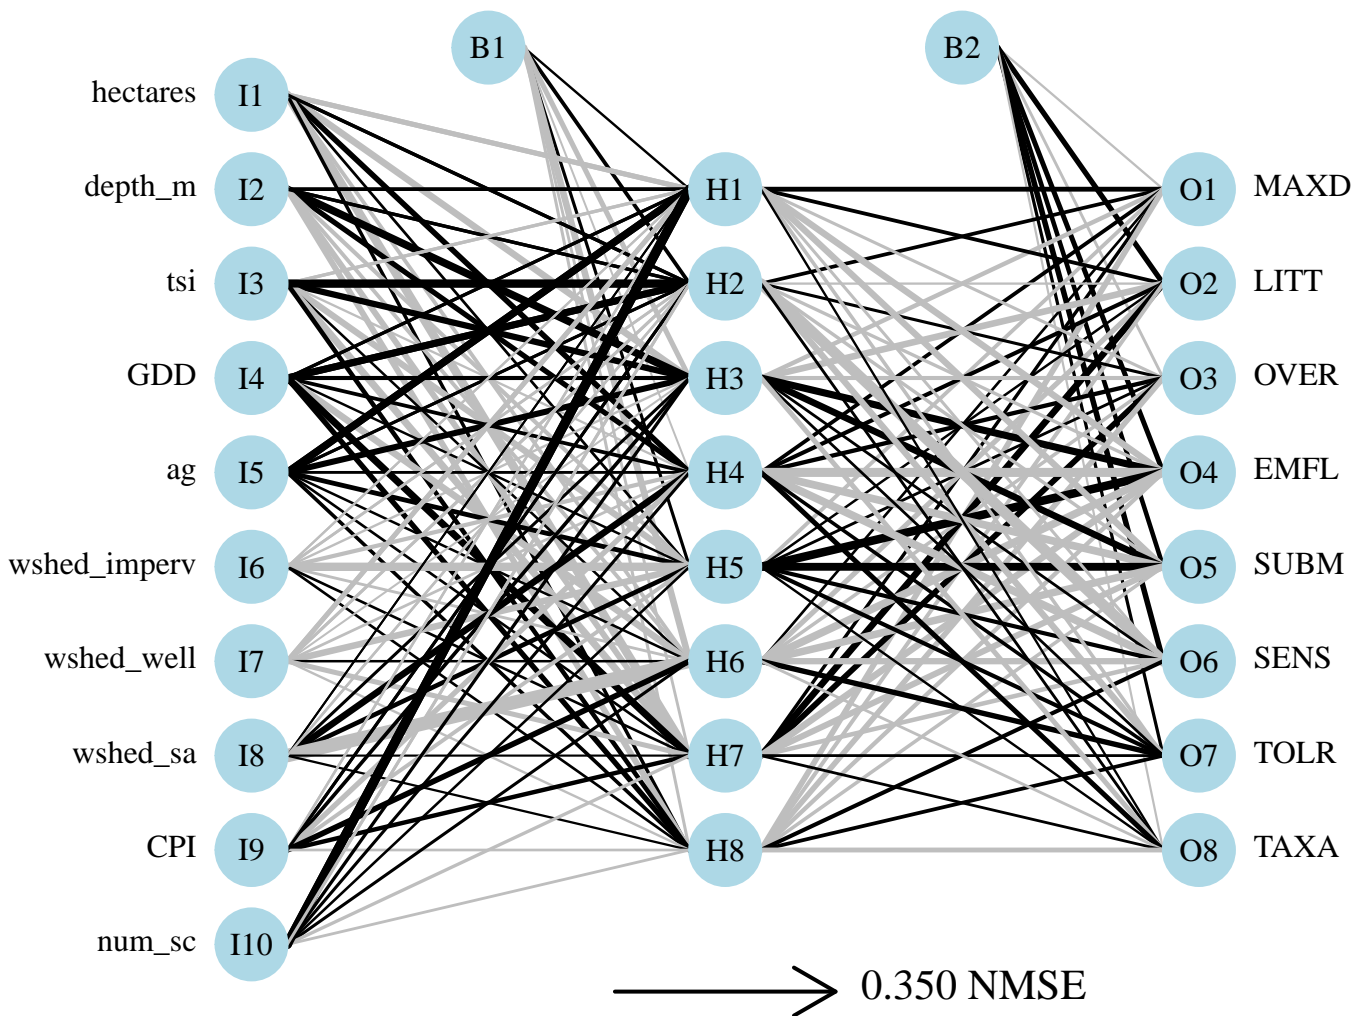 B1 B2
hectares I1
depth_m I2 H1 O1 MAXD
tsi I3 H2 O2 LITT
GDD I4 H3 O3 OVER
ag I5 H4 O4 EMFL
wshed_imperv I6 H5 O5 SUBM
wshed_well I7 H6 O6 SENS
wshed_sa I8 H7 O7 TOLR
CPI I9 H8 O8 TAXA
num_sc I10
0.350 NMSE